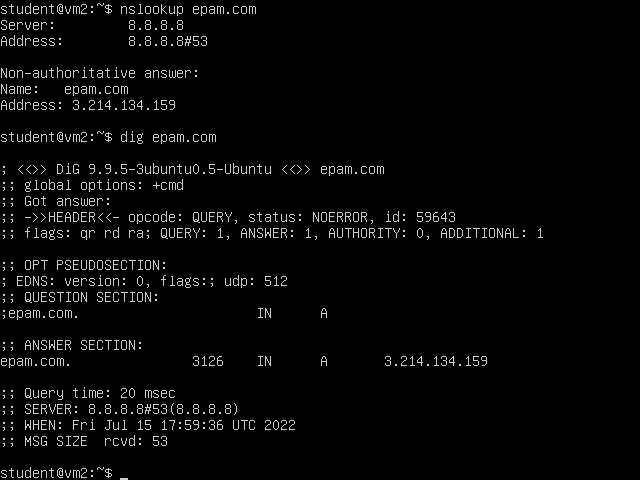 student@vm2:~$ nslookup epam.com
Server:         8.8.8.8
Address:        8.8.8.8#53

Non-authoritative answer:
Name:   epam.com
Address: 3.214.134.159

student@vm2:~$ dig epam.com

; <<>> DiG 9.9.5-3ubuntu0.5-Ubuntu <<>> epam.com
;; global options: +cmd
;; Got answer:
;; ->>HEADER<<- opcode: QUERY, status: NOERROR, id: 59643
;; flags: qr rd ra; QUERY: 1, ANSWER: 1, AUTHORITY: 0, ADDITIONAL: 1

;; OPT PSEUDOSECTION:
; EDNS: version: 0, flags:; udp: 512
;; QUESTION SECTION:
;epam.com.                      IN      A

;; ANSWER SECTION:
epam.com.               3126    IN      A       3.214.134.159

;; Query time: 20 msec
;; SERVER: 8.8.8.8#53(8.8.8.8)
;; WHEN: Fri Jul 15 17:59:36 UTC 2022
;; MSG SIZE  rcvd: 53

student@vm2:~$ _